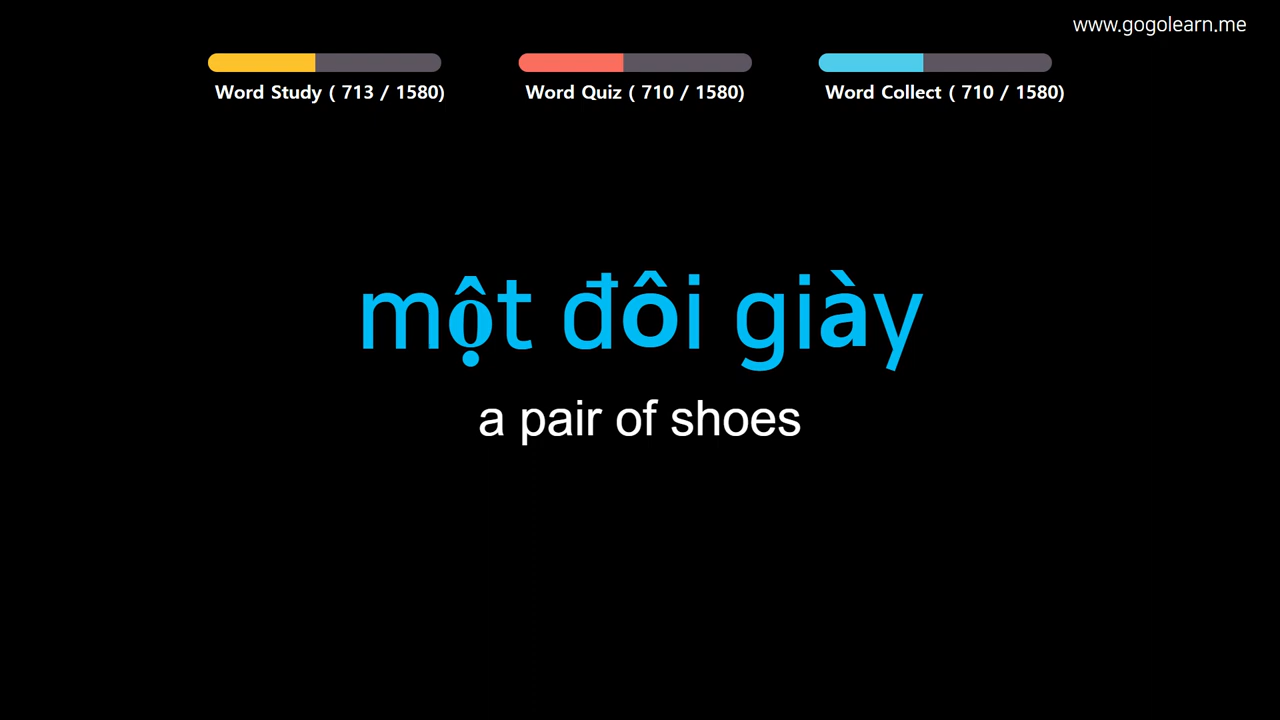 www.gogolearn.me
Word Study ( 713 / 1580)
Word Quiz ( 710 / 1580)
Word Collect ( 710 / 1580)
một đôi giày
a pair of shoes